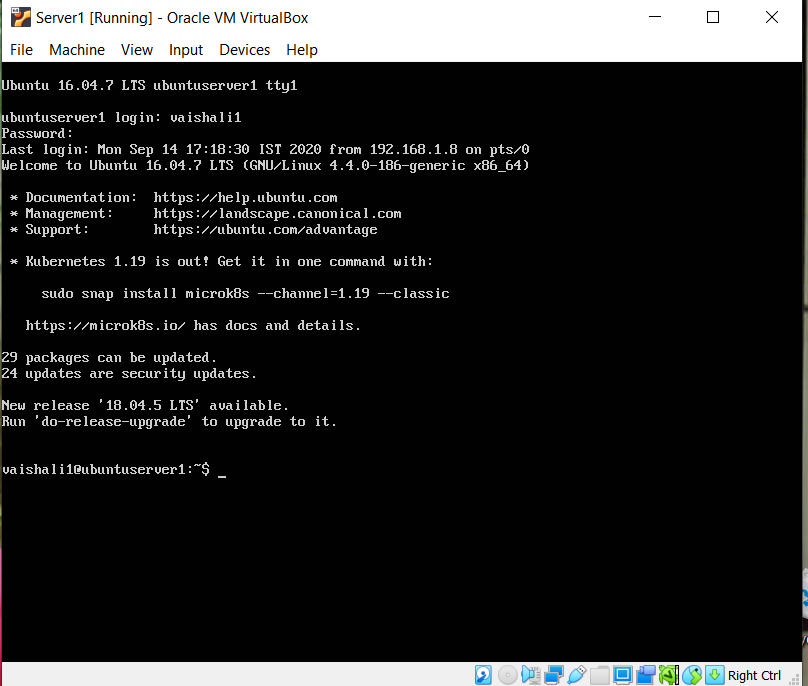 Server1 [Running] - Oracle VM VirtualBox
File Machine View Input Devices Help
Ubuntu 16.04.7 LTS ubuntuserver1 tty1
ubuntuserver1 login: vaishali1
Password:
Last login: Mon Sep 14 17:18:30 IST 2020 from 192.168.1.8 on pts/0
Welcome to Ubuntu 16.04.7 LTS (GNU/Linux 4.4.0-186-generic x86_64)
* Documentation: https://help.ubuntu.com
* Management: https://landscape.canonical.com
* Support: https://ubuntu.com/advantage
* Kubernetes 1.19 is out! Get it in one command with:
sudo snap install microk8s --channel=1.19 --classic
https://microk8s.io/ has docs and details.
29 packages can be updated.
24 updates are security updates.
New release '18.04.5 LTS' available.
Run 'do-release-upgrade' to upgrade to it.
vaishali1@ubuntuserver1:~$ _
Right Ctrl